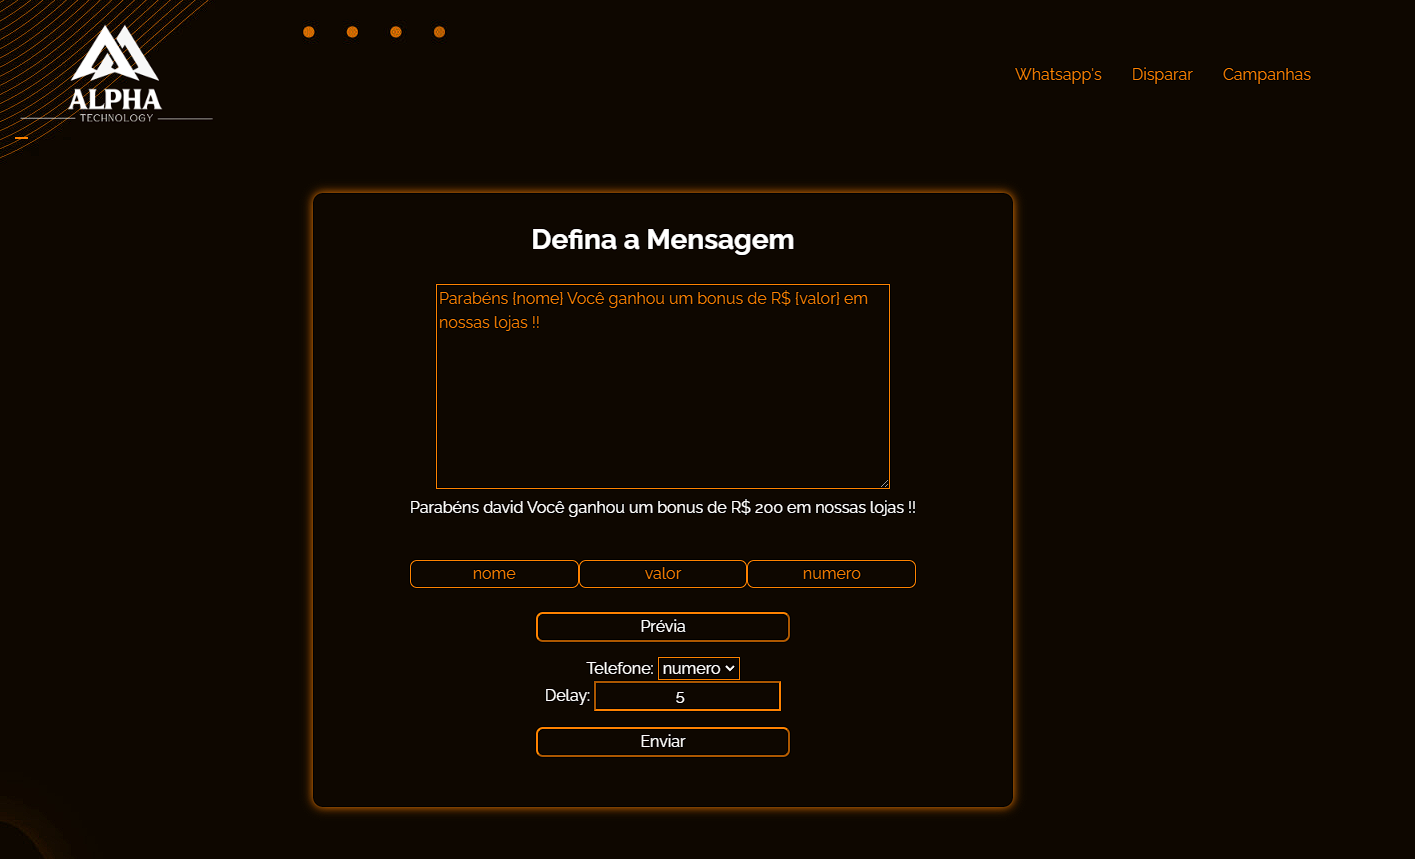 ALPHA
TECHNOLOGY
Whatsapp's Disparar Campanhas
Defina a Mensagem
Parabéns {nome} Você ganhou um bonus de R$ {valor} em
nossas lojas !!
Parabéns david Você ganhou um bonus de R$ 200 em nossas lojas !!
nome valor numero
Prévia
Telefone: numero
Delay: 5
Enviar